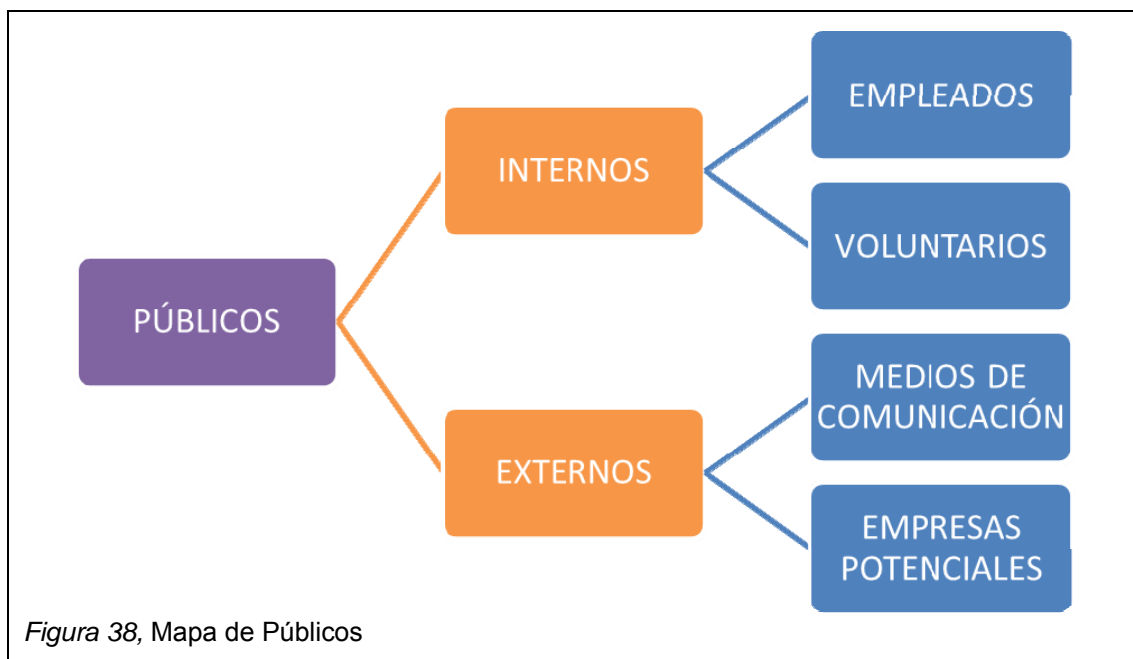 PÚBLICOS
INTERNOS
EMPLEADOS
VOLUNTARIOS
EXTERNOS
MEDIOS DE
COMUNICACIÓN
EMPRESAS
POTENCIALES
Figura 38, Mapa de Públicos